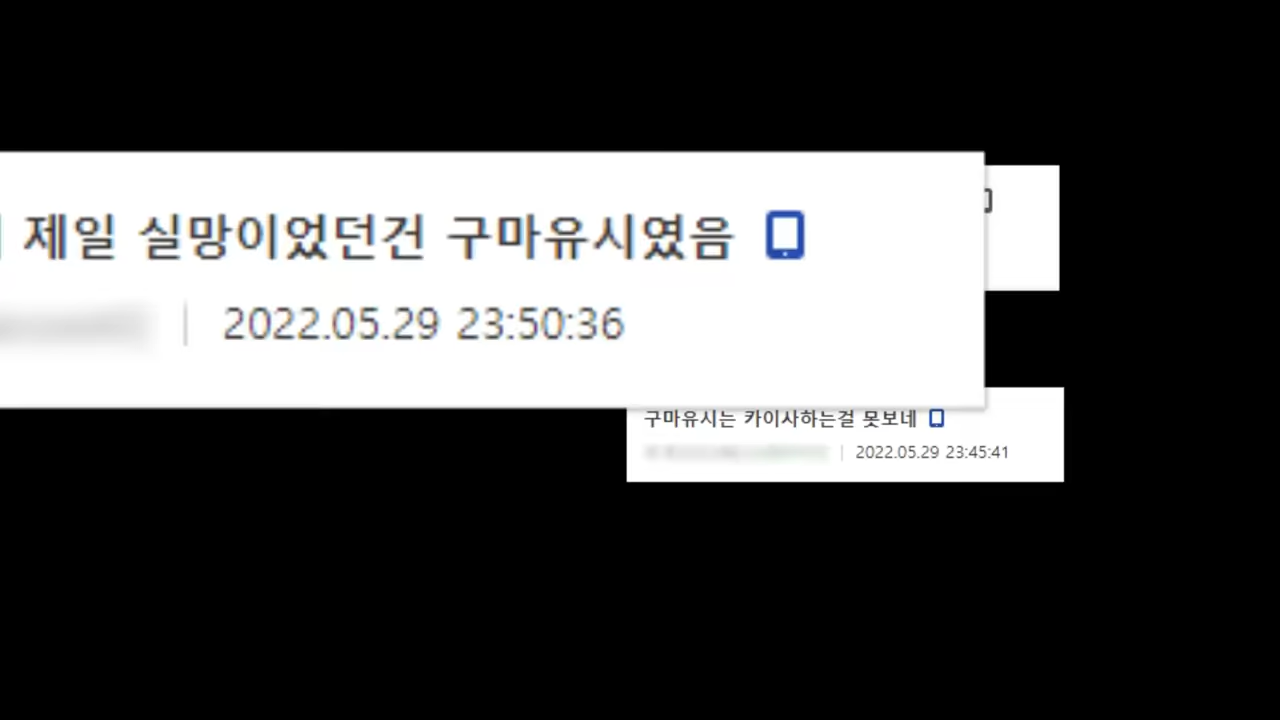 제일 실망이었던건 구마유시였음
2022.05.29 23:50:36
구마유시는 카이사하는걸 못보네
2022.05.29 23:45:41